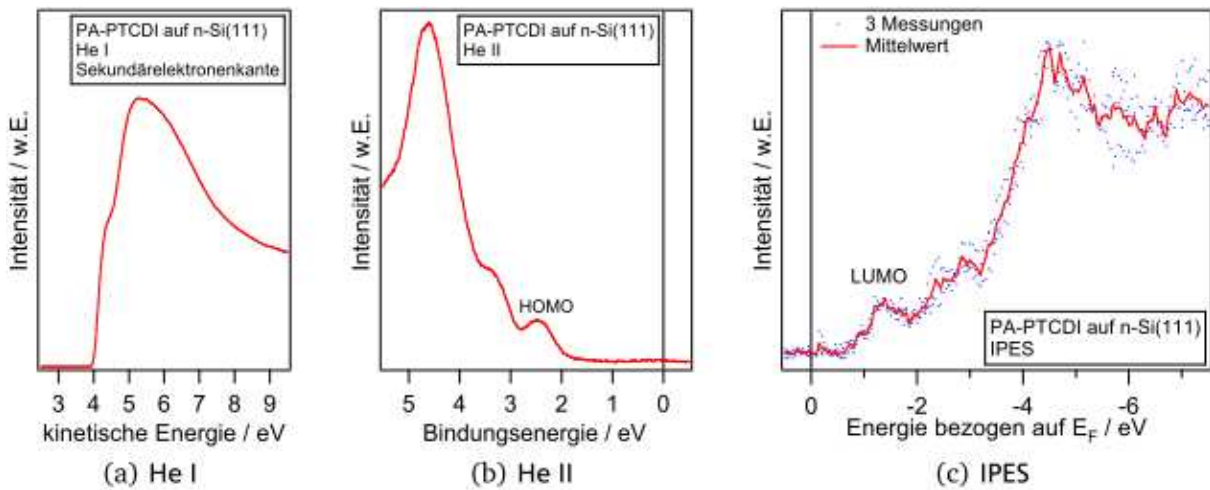 PA-PTCDI auf n-Si(111)
He I
Sekundärelektronenkante
Intensität / w.E.
3 4 5 6 7 8 9
kinetische Energie / eV
(a) He I
PA-PTCDI auf n-Si(111)
He II
HOMO
Intensität / w.E.
5 4 3 2 1 0
Bindungsenergie / eV
(b) He II
3 Messungen
Mittelwert
LUMO
PA-PTCDI auf n-Si(111)
IPES
Intensität / w.E.
0 -2 -4 -6
Energie bezogen auf E_F / eV
(c) IPES